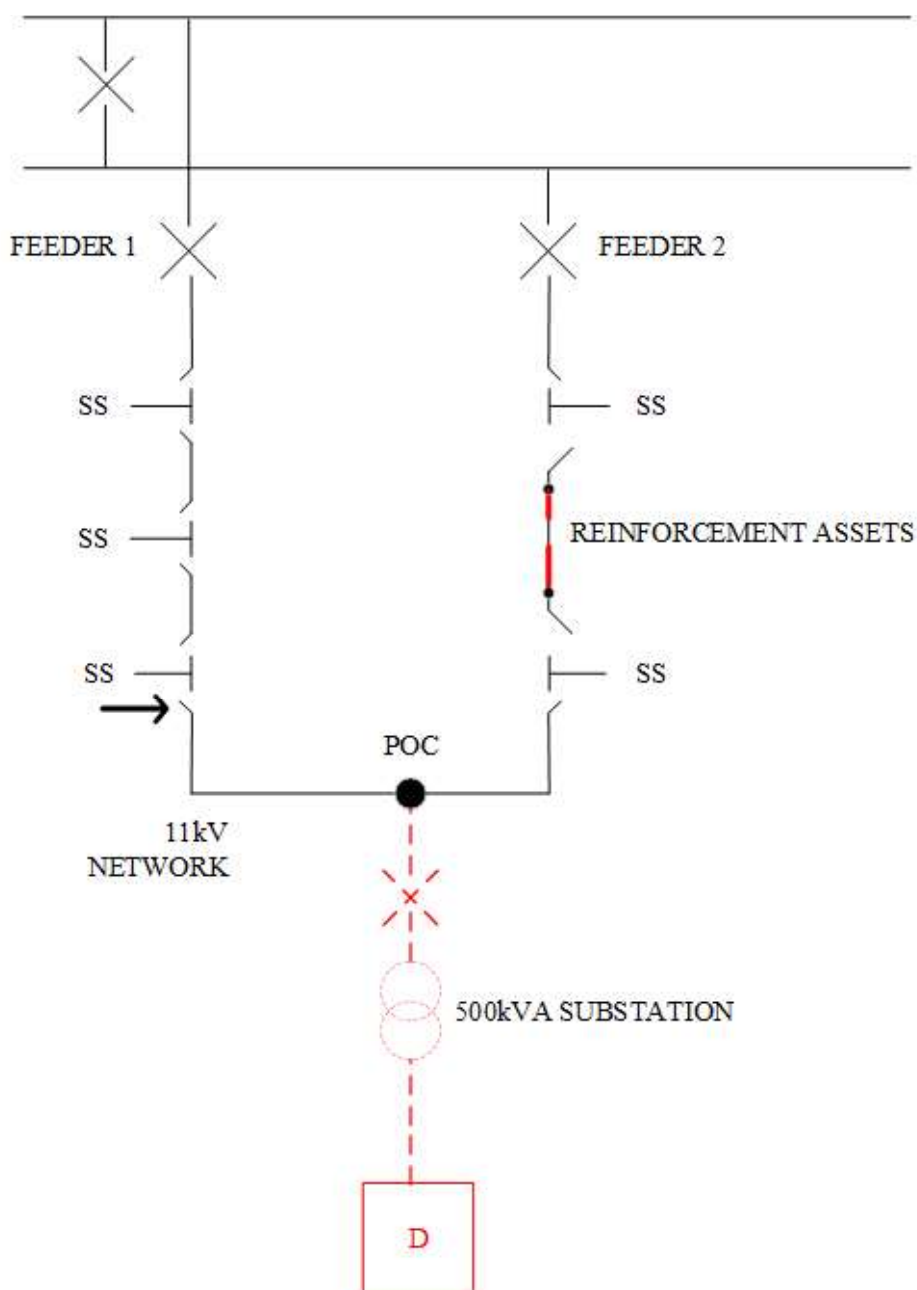 FEEDER 1
FEEDER 2
SS
SS
SS
REINFORCEMENT ASSETS
SS
SS
POC
11kV
NETWORK
500kVA SUBSTATION
D